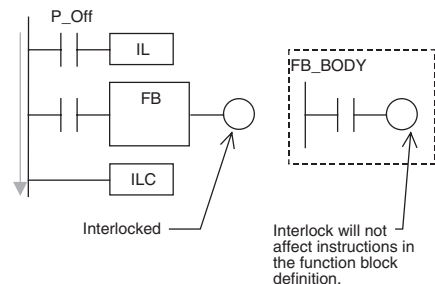 P_Off
IL
FB
ILC
Interlocked
FB_BODY
Interlock will not
affect instructions in
the function block
definition.